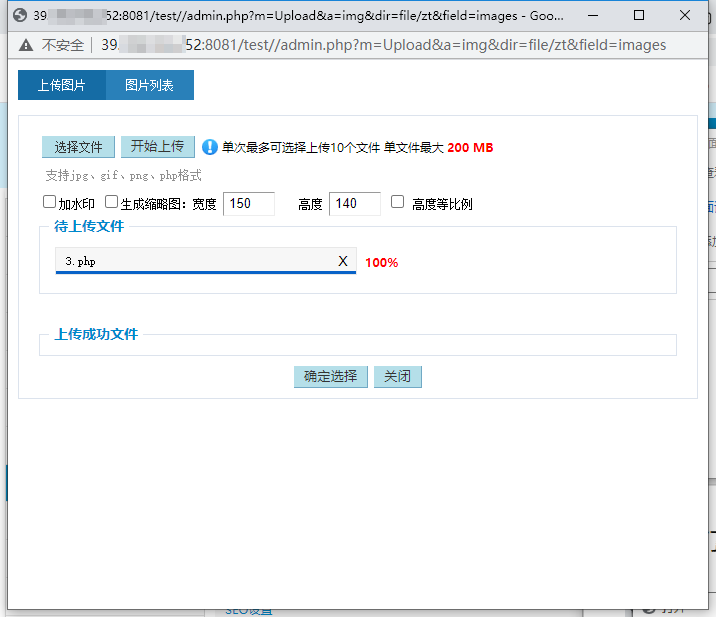 39. 52:8081/test//admin.php?m=Upload&a=img&dir=file/zt&field=images - Goo...
不安全 39. 52:8081/test//admin.php?m=Upload&a=img&dir=file/zt&field=images
上传图片 图片列表
选择文件 开始上传 单次最多可选择上传10个文件 单文件最大 200 MB
支持jpg、gif、png、php格式
加水印 生成缩略图：宽度 150 高度 140 高度等比例
待上传文件
3.php X 100%
上传成功文件
确定选择 关闭
SEO设置